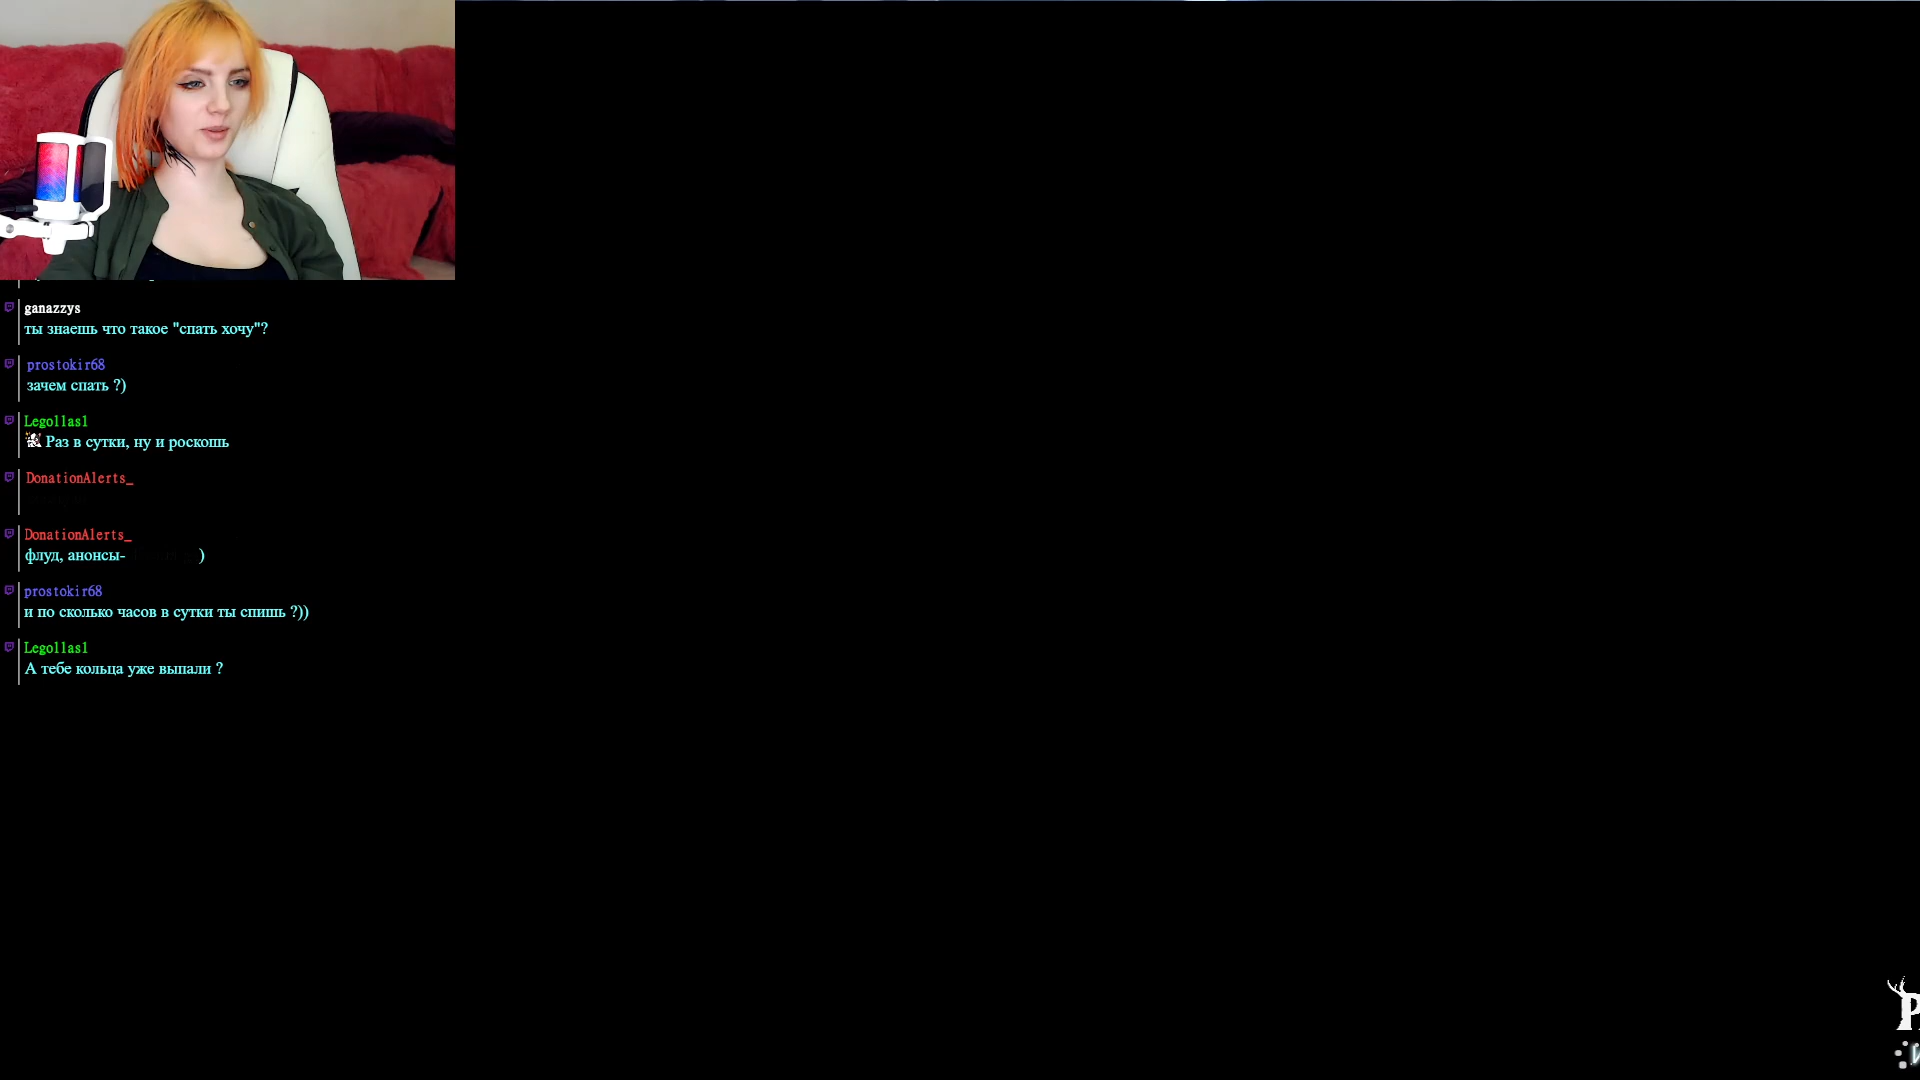 ganazzys
ты знаешь что такое "спать хочу"?
prostokir68
зачем спать ?)
Legollas1
Раз в сутки, ну и роскошь
DonationAlerts_
DonationAlerts_
флуд, анонсы- )
prostokir68
и по сколько часов в сутки ты спишь ?))
Legollas1
А тебе кольца уже выпали ?
P